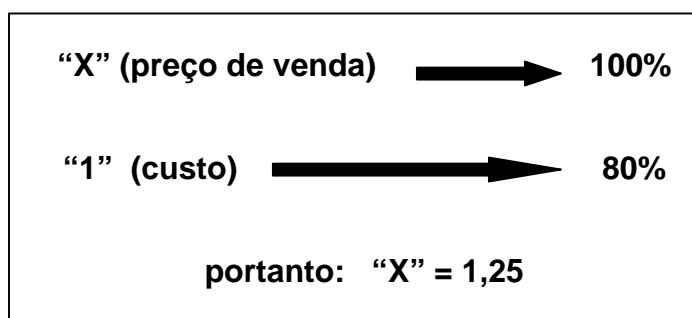 “X” (preço de venda) 100%
“1” (custo) 80%
portanto: “X” = 1,25